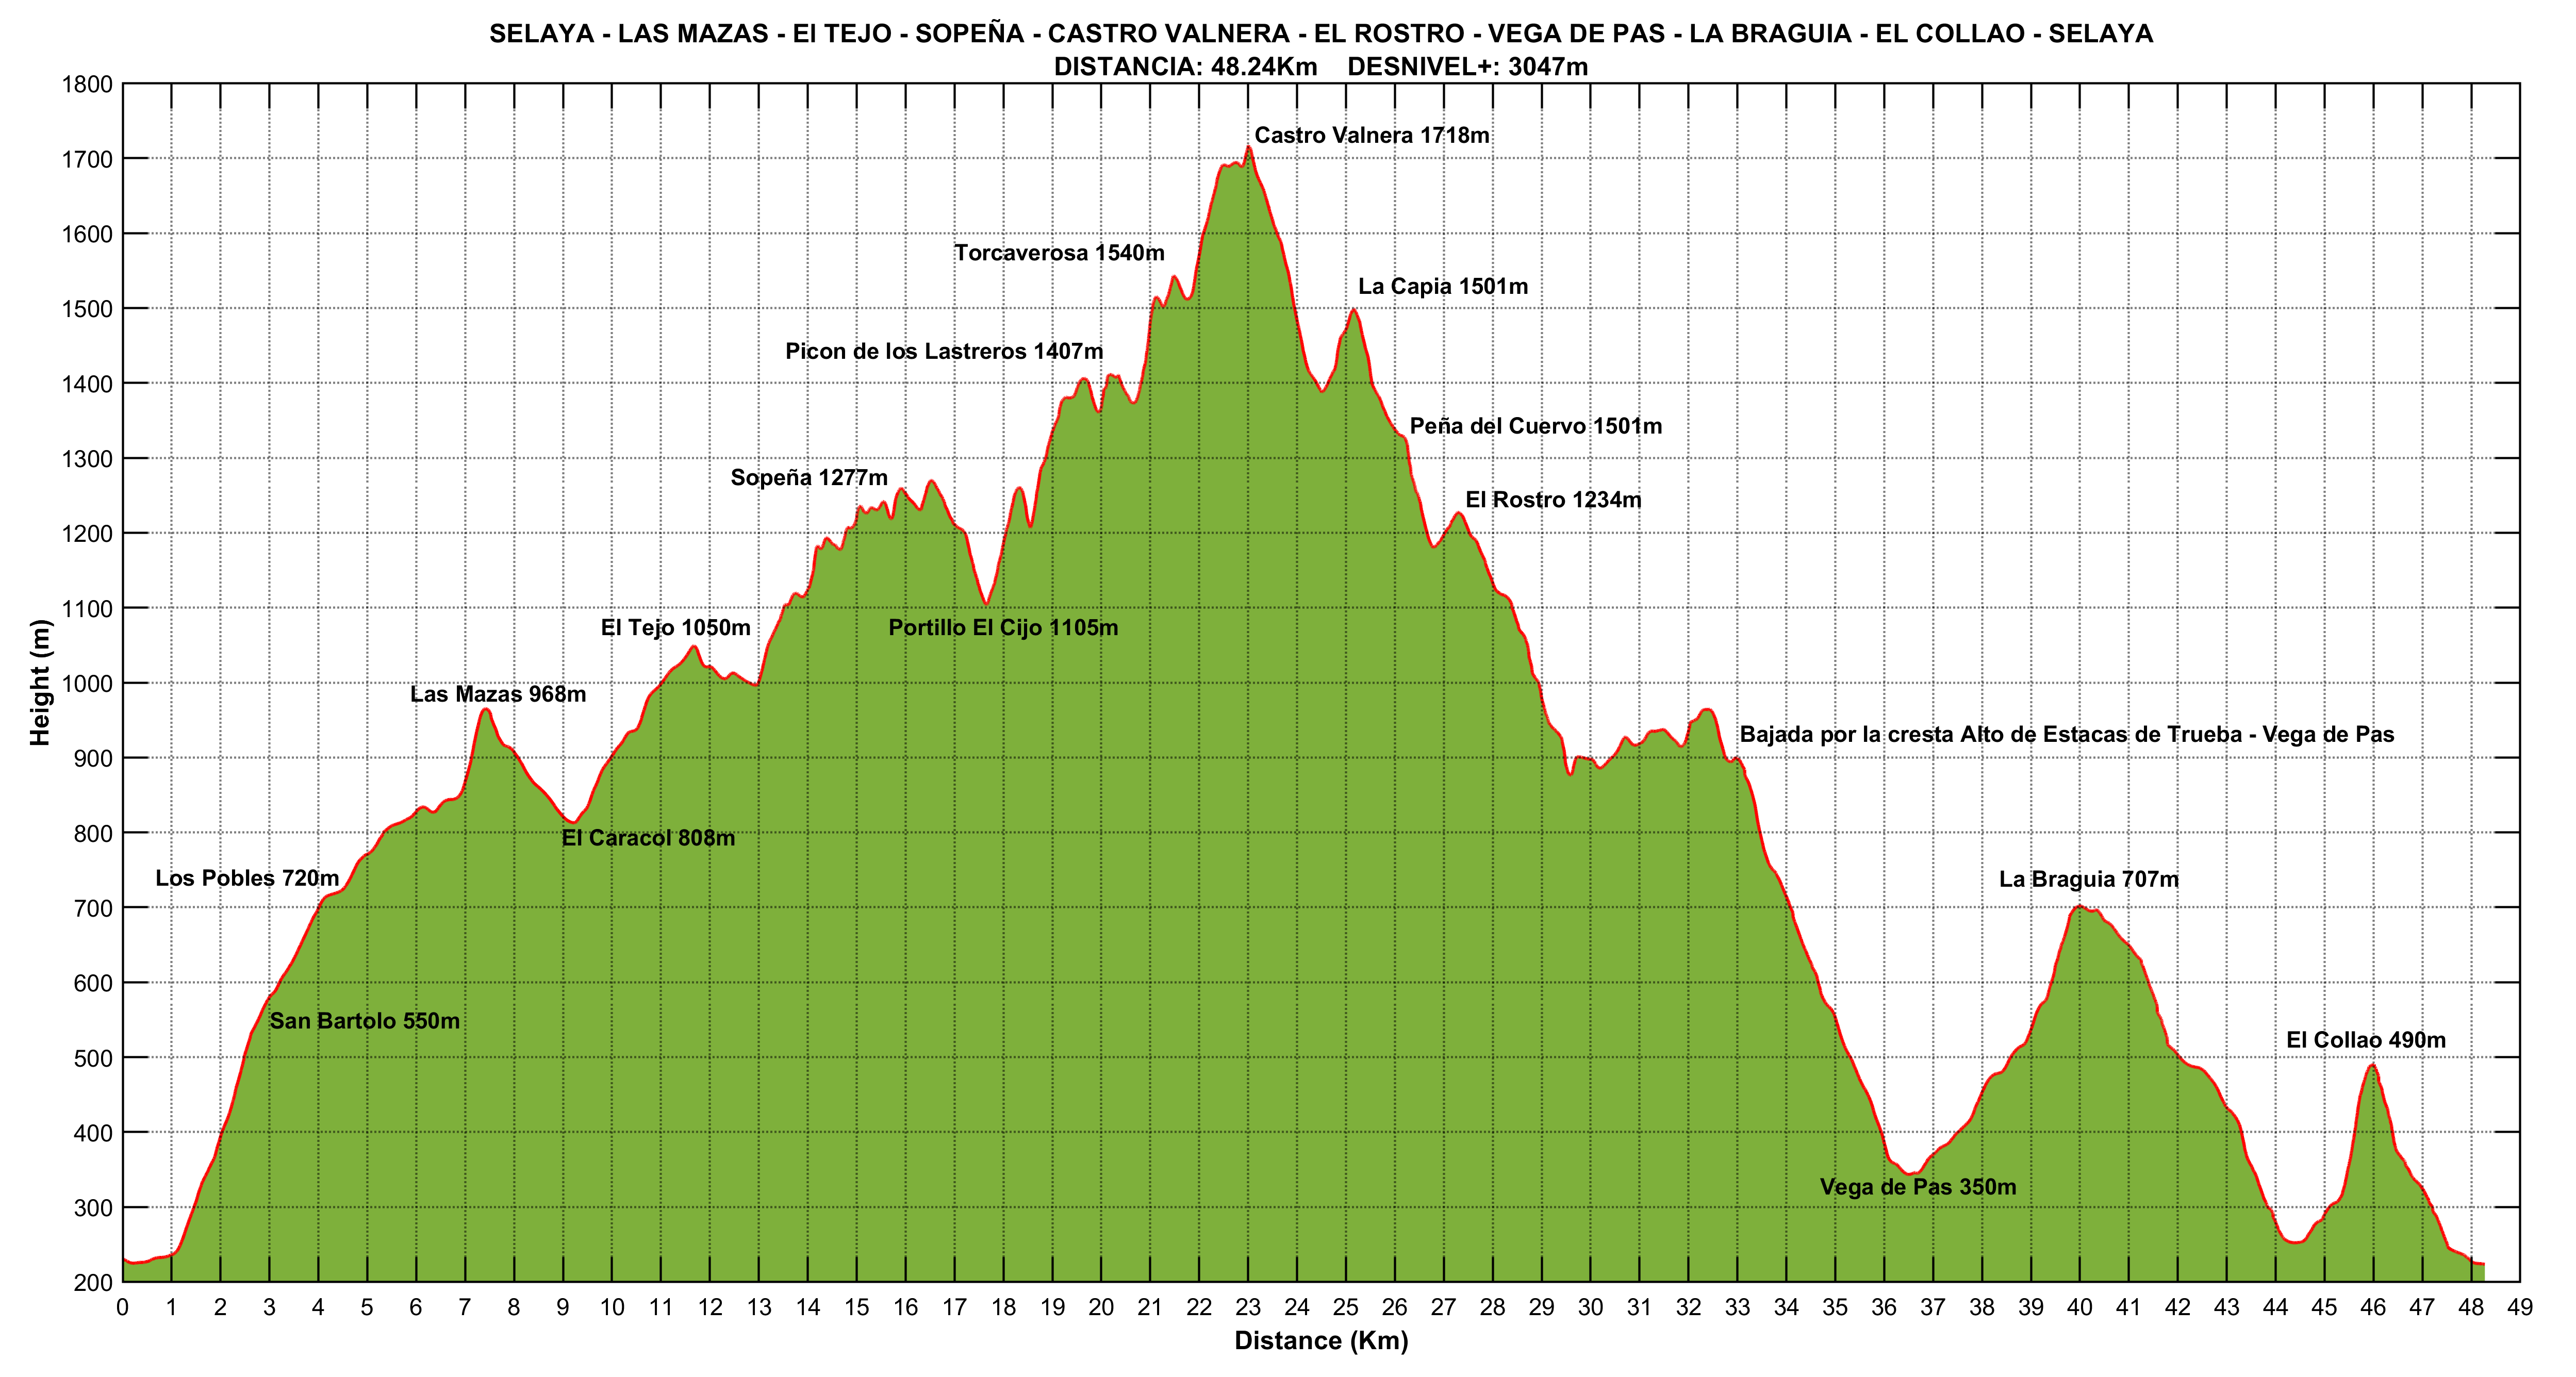 SELAYA - LAS MAZAS - El TEJO - SOPEÑA - CASTRO VALNERA - EL ROSTRO - VEGA DE PAS - LA BRAGUIA - EL COLLAO - SELAYA
DISTANCIA: 48.24Km DESNIVEL+: 3047m
1800
1700
1600
1500
1400
1300
1200
1100
1000
900
800
700
600
500
400
300
200
Height (m)
Castro Valnera 1718m
Torcaverosa 1540m
La Capia 1501m
Picon de los Lastreros 1407m
Peña del Cuervo 1501m
Sopeña 1277m
El Rostro 1234m
El Tejo 1050m
Portillo El Cijo 1105m
Las Mazas 968m
Bajada por la cresta Alto de Estacas de Trueba - Vega de Pas
El Caracol 808m
Los Pobles 720m
La Braguia 707m
San Bartolo 550m
El Collao 490m
Vega de Pas 350m
0 1 2 3 4 5 6 7 8 9 10 11 12 13 14 15 16 17 18 19 20 21 22 23 24 25 26 27 28 29 30 31 32 33 34 35 36 37 38 39 40 41 42 43 44 45 46 47 48 49
Distance (Km)